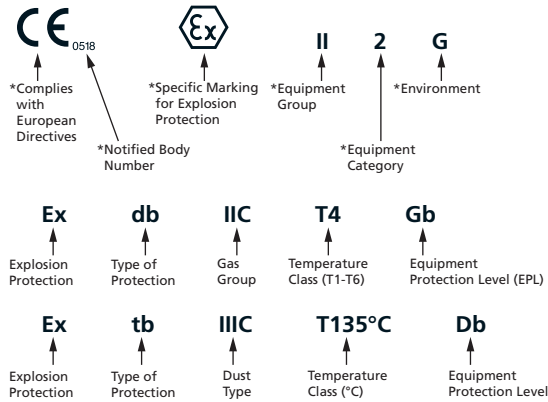 CE 0518 Ex II 2 G
*Complies with European Directives
*Notified Body Number
*Specific Marking for Explosion Protection
*Equipment Group
*Equipment Category
*Environment
Ex db IIC T4 Gb
Explosion Protection
Type of Protection
Gas Group
Temperature Class (T1-T6)
Equipment Protection Level (EPL)
Ex tb IIIC T135°C Db
Explosion Protection
Type of Protection
Dust Type
Temperature Class (°C)
Equipment Protection Level